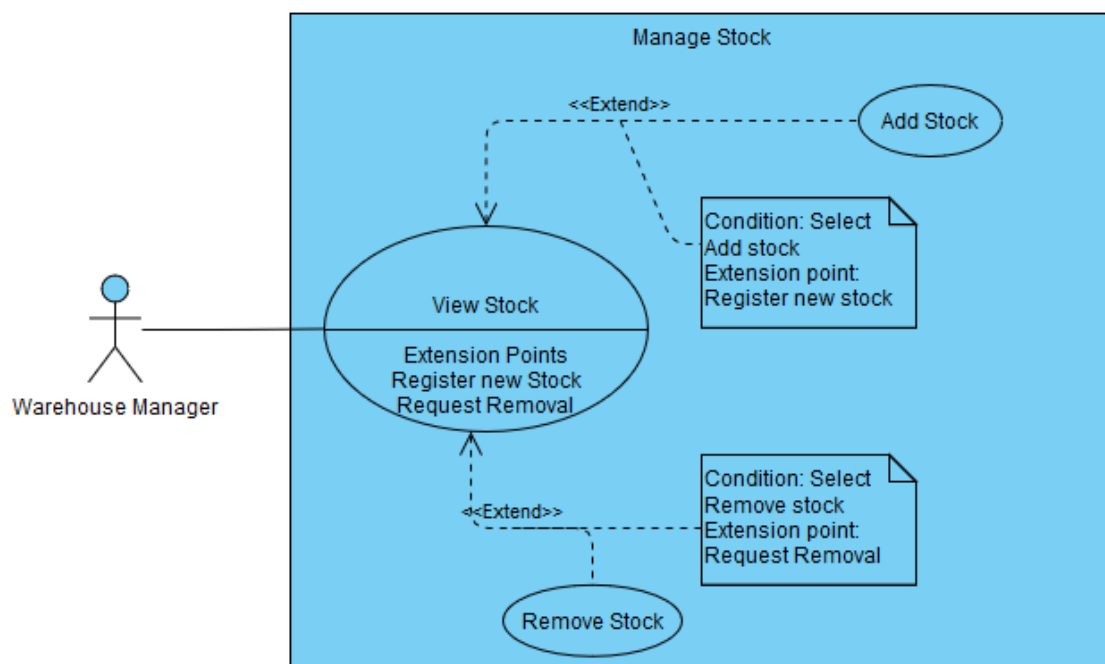 Manage Stock
<<Extend>>
Add Stock
Condition: Select
Add stock
Extension point:
Register new stock
View Stock
Extension Points
Register new Stock
Request Removal
Warehouse Manager
<<Extend>>
Condition: Select
Remove stock
Extension point:
Request Removal
Remove Stock